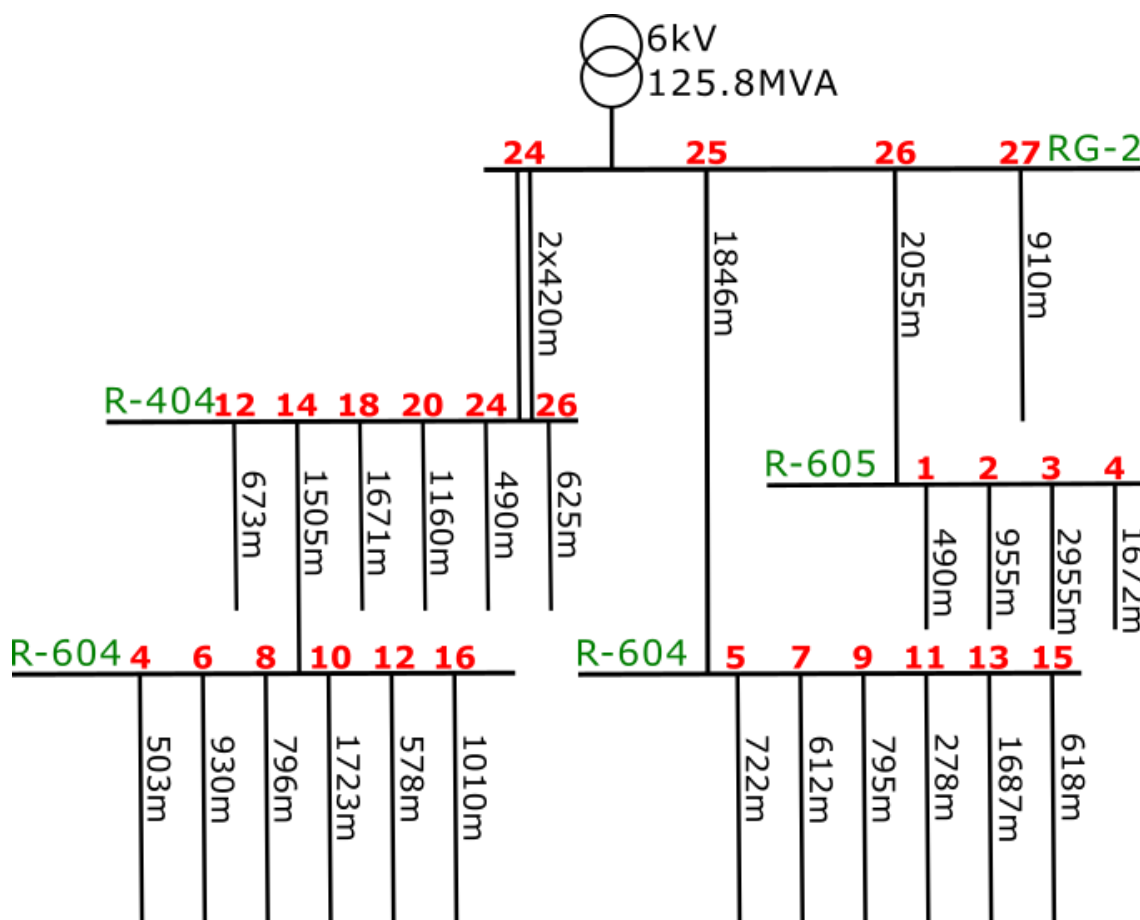 6kV
125.8MVA
24 25 26 27 RG-2
2x420m 1846m 2055m 910m
R-404 12 14 18 20 24 26
673m 1505m 1671m 1160m 490m 625m
R-605 1 2 3 4
490m 955m 2955m 1672m
R-604 4 6 8 10 12 16
503m 930m 796m 1723m 578m 1010m
R-604 5 7 9 11 13 15
722m 612m 795m 278m 1687m 618m